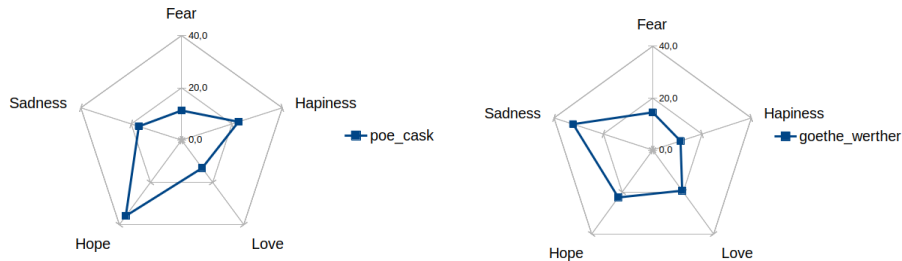 Fear
40,0
20,0
0,0
Sadness
Hapiness
Hope
Love
poe_cask
Fear
40,0
20,0
0,0
Sadness
Hapiness
Hope
Love
goethe_werther